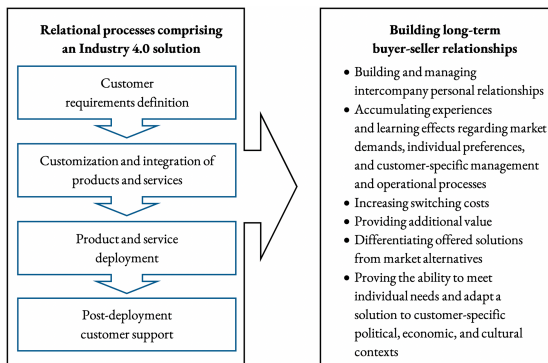 Relational processes comprising
an Industry 4.0 solution
Customer
requirements definition
Customization and integration of
products and services
Product and service
deployment
Post-deployment
customer support
Building long-term
buyer-seller relationships
• Building and managing
intercompany personal relationships
• Accumulating experiences
and learning effects regarding market
demands, individual preferences,
and customer-specific management
and operational processes
• Increasing switching costs
• Providing additional value
• Differentiating offered solutions
from market alternatives
• Proving the ability to meet
individual needs and adapt a
solution to customer-specific
political, economic, and cultural
contexts